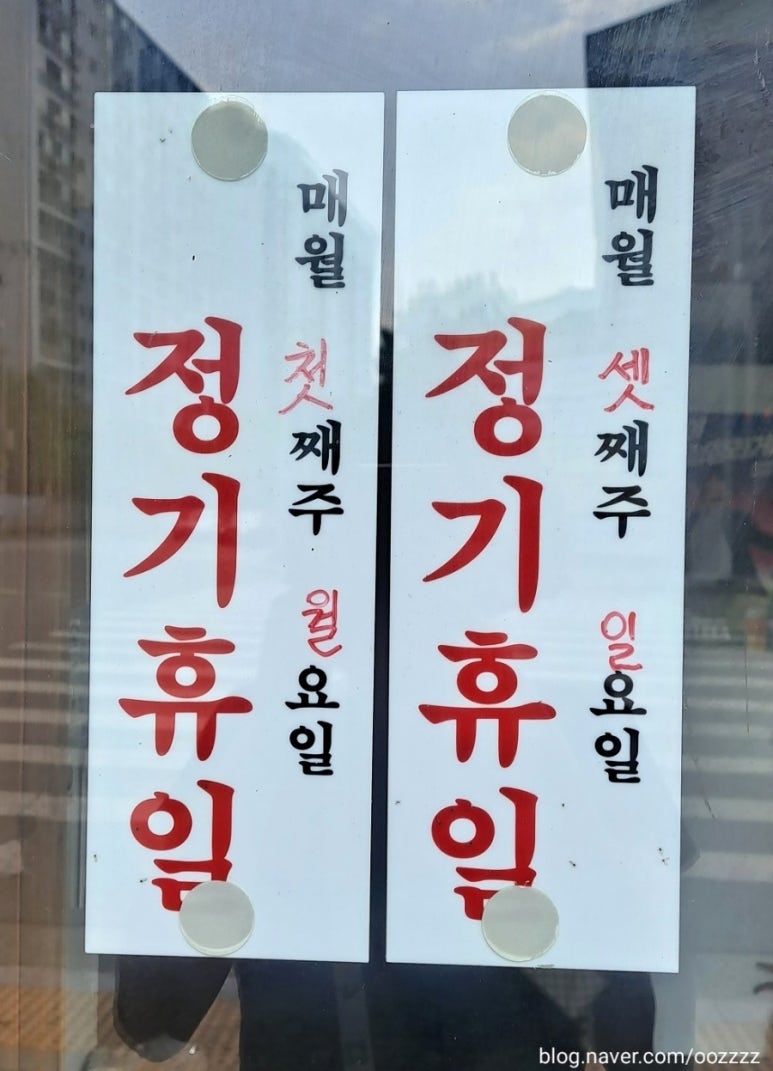 매월 첫째주 월요일
정기휴일
매월 셋째주 일요일
정기휴일
blog.naver.com/oozzzz